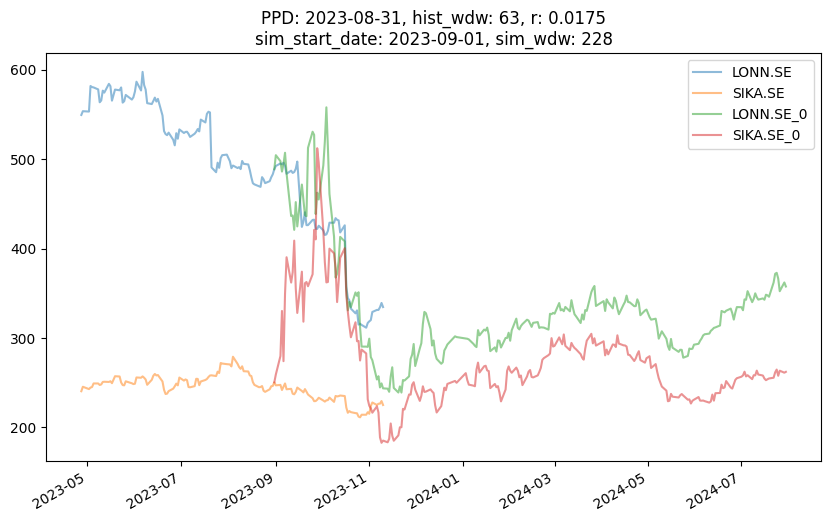 PPD: 2023-08-31, hist_wdw: 63, r: 0.0175
sim_start_date: 2023-09-01, sim_wdw: 228
LONN.SE
SIKA.SE
LONN.SE_0
SIKA.SE_0
600
500
400
300
200
2023-05
2023-07
2023-09
2023-11
2024-01
2024-03
2024-05
2024-07